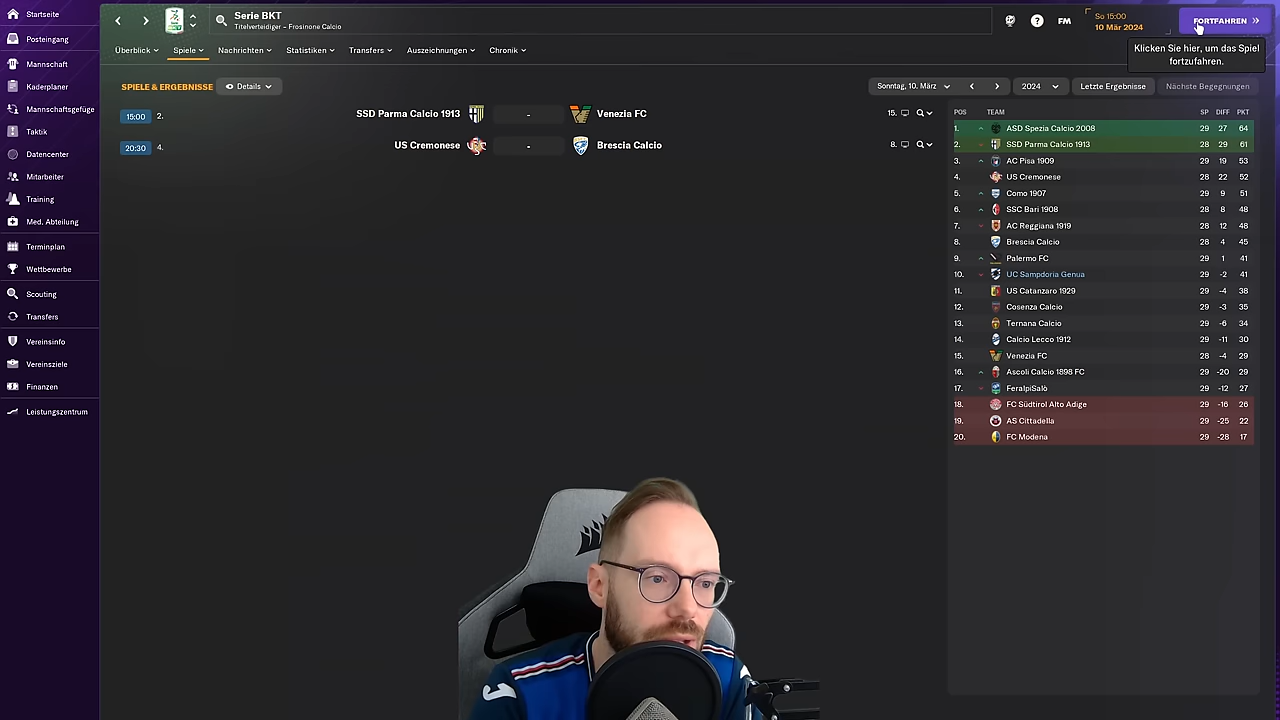 Startseite
Posteingang
Mannschaft
Kaderplaner
Mannschaftsgefüge
Taktik
Datencenter
Mitarbeiter
Training
Med. Abteilung
Terminplan
Wettbewerbe
Scouting
Transfers
Vereinsinfo
Vereinsziele
Finanzen
Leistungszentrum
Serie BKT
Titelverteidiger – Frosinone Calcio
? FM
So 15:00
10 Mär 2024
FORTFAHREN
Klicken Sie hier, um das Spiel
fortzufahren.
Überblick Spiele Nachrichten Statistiken Transfers Auszeichnungen Chronik
SPIELE & ERGEBNISSE Details
Sonntag, 10. März 2024 Letzte Ergebnisse Nächste Begegnungen
15:00 2. SSD Parma Calcio 1913 - Venezia FC 15.
20:30 4. US Cremonese - Brescia Calcio 8.
POS TEAM SP DIFF PKT
1. ASD Spezia Calcio 2008 29 27 64
2. SSD Parma Calcio 1913 28 29 61
3. AC Pisa 1909 29 19 53
4. US Cremonese 28 22 52
5. Como 1907 29 9 51
6. SSC Bari 1908 28 8 48
7. AC Reggiana 1919 28 12 48
8. Brescia Calcio 28 4 45
9. Palermo FC 29 1 41
10. UC Sampdoria Genua 29 -2 41
11. US Catanzaro 1929 29 -4 38
12. Cosenza Calcio 29 -3 35
13. Ternana Calcio 29 -6 34
14. Calcio Lecco 1912 29 -11 30
15. Venezia FC 28 -4 29
16. Ascoli Calcio 1898 FC 29 -20 29
17. FeralpiSalò 29 -12 27
18. FC Südtirol Alto Adige 29 -16 26
19. AS Cittadella 29 -25 22
20. FC Modena 29 -28 17